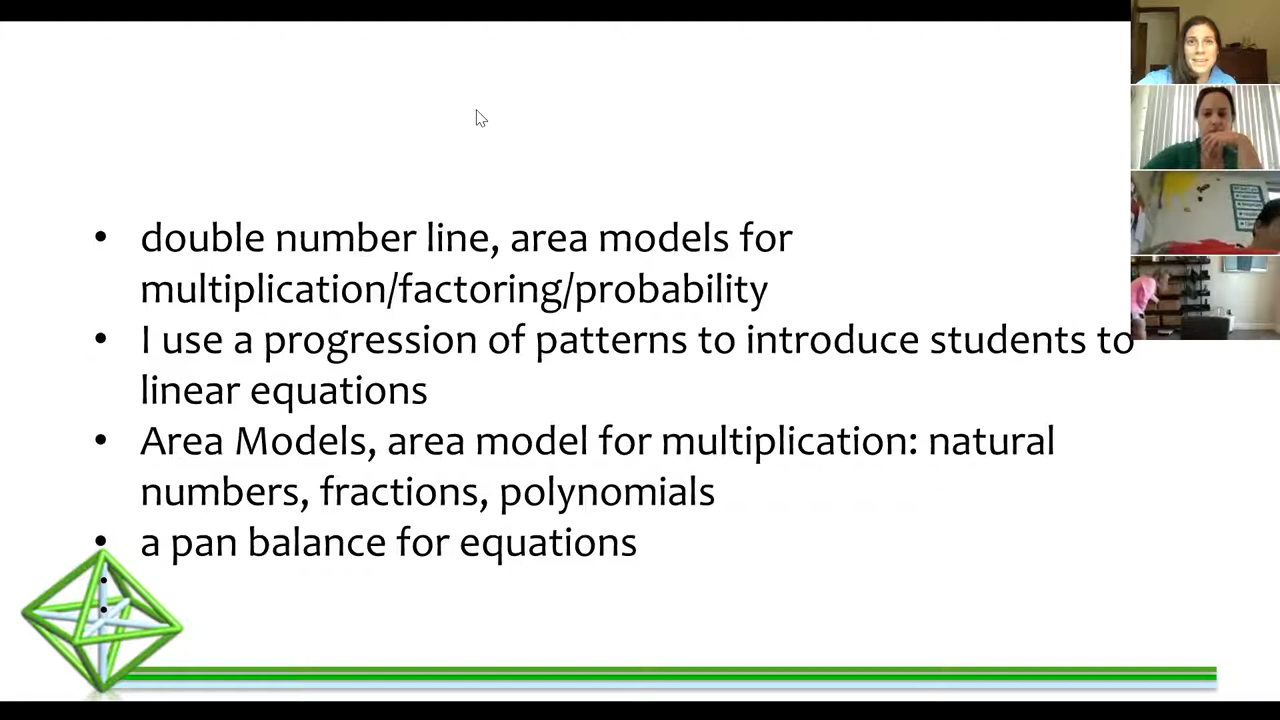 double number line, area models for
multiplication/factoring/probability
I use a progression of patterns to introduce students to
linear equations
Area Models, area model for multiplication: natural
numbers, fractions, polynomials
a pan balance for equations